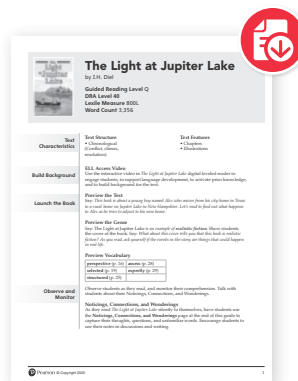 The Light at Jupiter Lake
by I.H. Diel
Guided Reading Level Q
DRA Level 40
Lexile Measure 800L
Word Count 3,356
Text
Characteristics
Text Structure
• Chronological
(Conflict, climax,
resolution)
Text Features
• Chapters
• Illustrations
Build Background
ELL Access Video
Use the interactive video in The Light at Jupiter Lake digital leveled reader to
engage students, to support language development, to activate prior knowledge,
and to build background for the text.
Launch the Book
Preview the Text
Say: This book is about a young boy named Alex who moves from his city home in Texas
to a rural home on Jupiter Lake in New Hampshire. Let's read to find out what happens
to Alex as he tries to adjust to his new home.
Preview the Genre
Say: The Light at Jupiter Lake is an example of realistic fiction. Share students
the cover of the book. Say: What about this cover tells you that this book is realistic
fiction? As you read, ask yourself if the events in the story are things that could happen
in real life.
Preview Vocabulary
perspective (p. 16) assess (p. 28)
selected (p. 19) expertly (p. 29)
structured (p. 25)
Observe and
Monitor
Observe students as they read, and monitor their comprehension. Talk with
students about their Noticings, Connections, and Wonderings.
Noticings, Connections, and Wonderings
As they read The Light at Jupiter Lake silently to themselves, have students use
the Noticings, Connections, and Wonderings page at the end of this guide to
capture their thoughts, questions, and unfamiliar words. Encourage students to
use their notes in discussions and writing.
Pearson © Copyright 2020
1